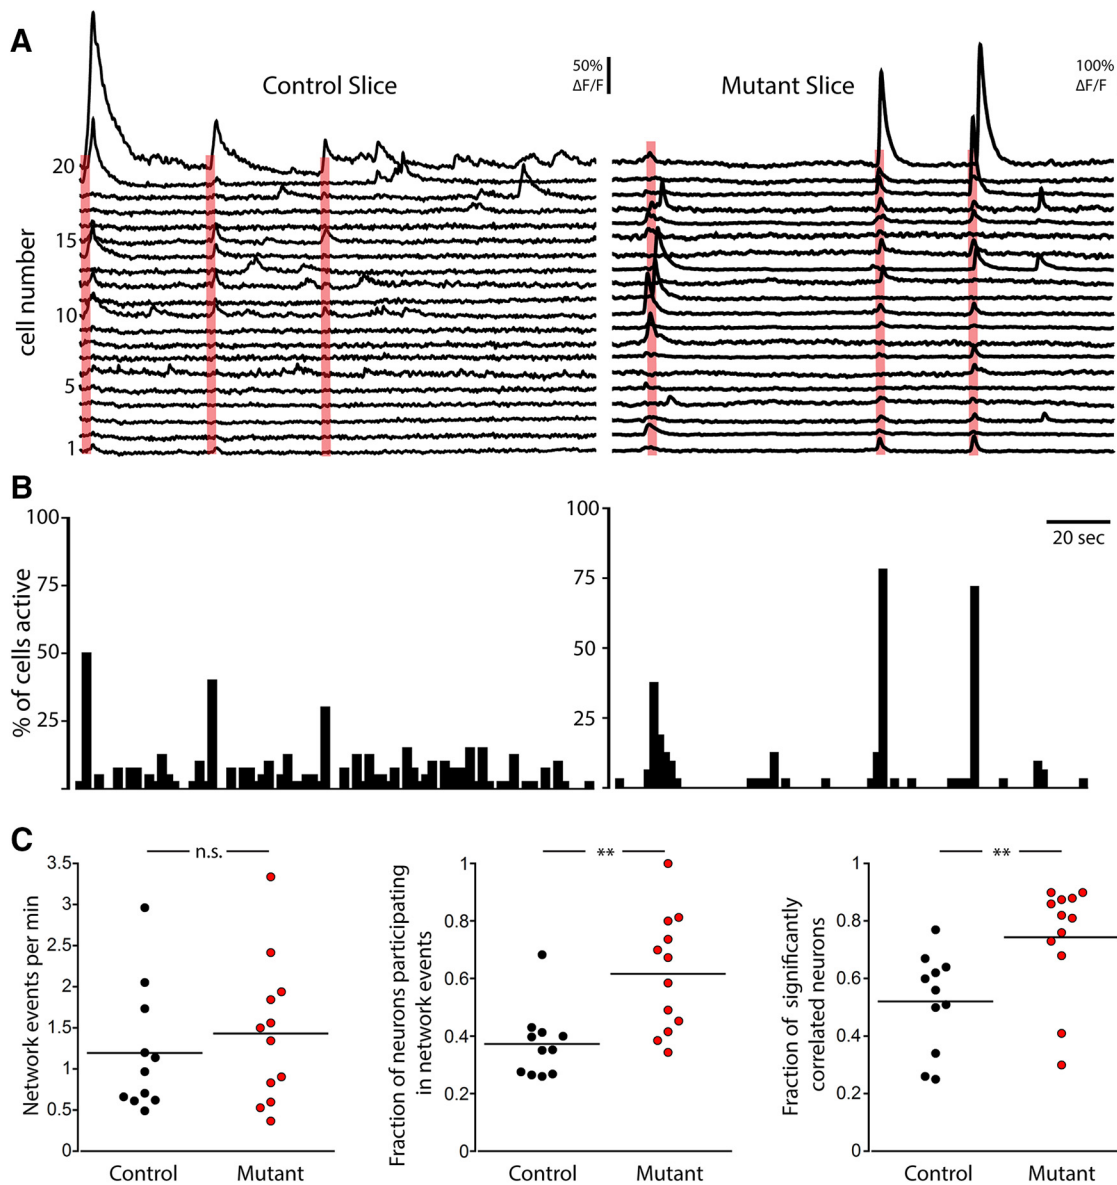 A
Control Slice
50%
ΔF/F
Mutant Slice
100%
ΔF/F
cell number
20
15
10
5
1
B
% of cells active
100
75
50
25
100
75
50
25
20 sec
C
Network events per min
3.5
3
2.5
2
1.5
1
0.5
0
n.s.
Control
Mutant
Fraction of neurons participating
in network events
1
0.8
0.6
0.4
0.2
0
**
Control
Mutant
Fraction of significantly
correlated neurons
1
0.8
0.6
0.4
0.2
0
**
Control
Mutant